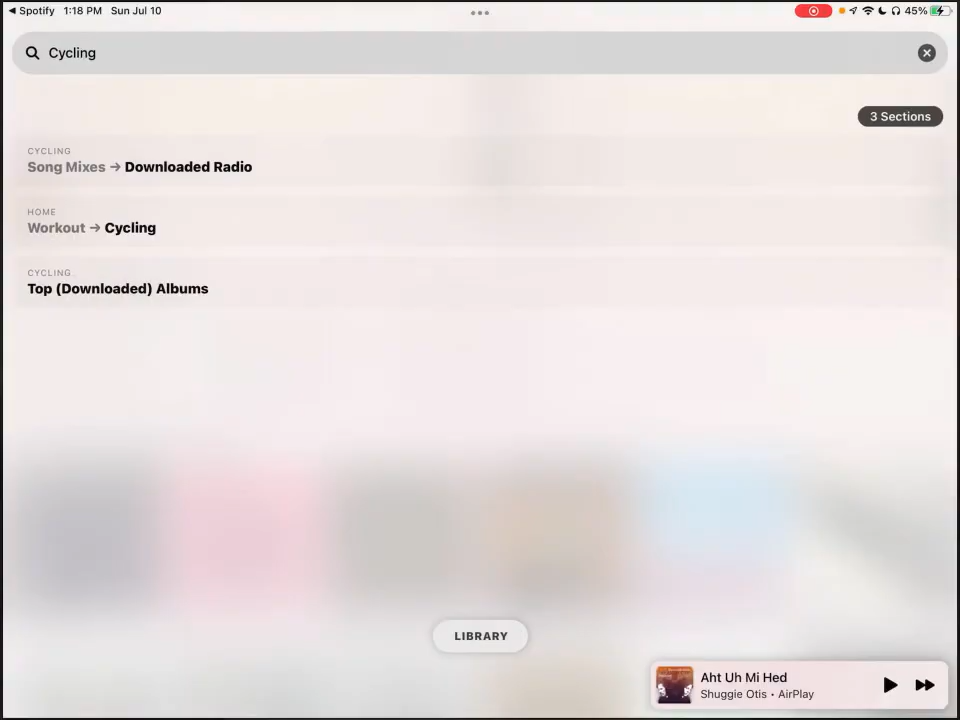 ◀ Spotify 1:18 PM Sun Jul 10 45%
Cycling
3 Sections
CYCLING
Song Mixes → Downloaded Radio
HOME
Workout → Cycling
CYCLING
Top (Downloaded) Albums
LIBRARY
Aht Uh Mi Hed
Shuggie Otis • AirPlay